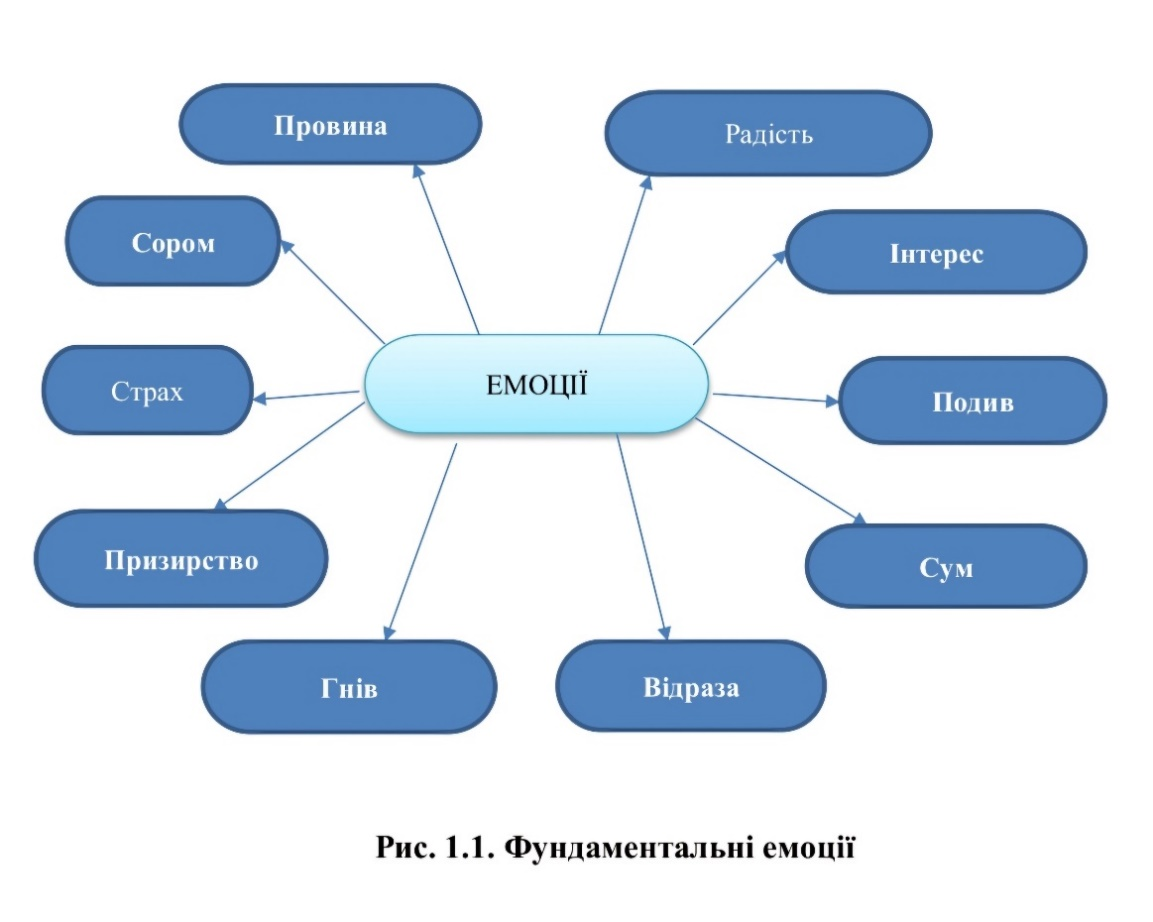 Провина
Радість
Сором
Інтерес
Страх
ЕМОЦІЇ
Подив
Призирство
Сум
Гнів
Відраза
Рис. 1.1. Фундаментальні емоції